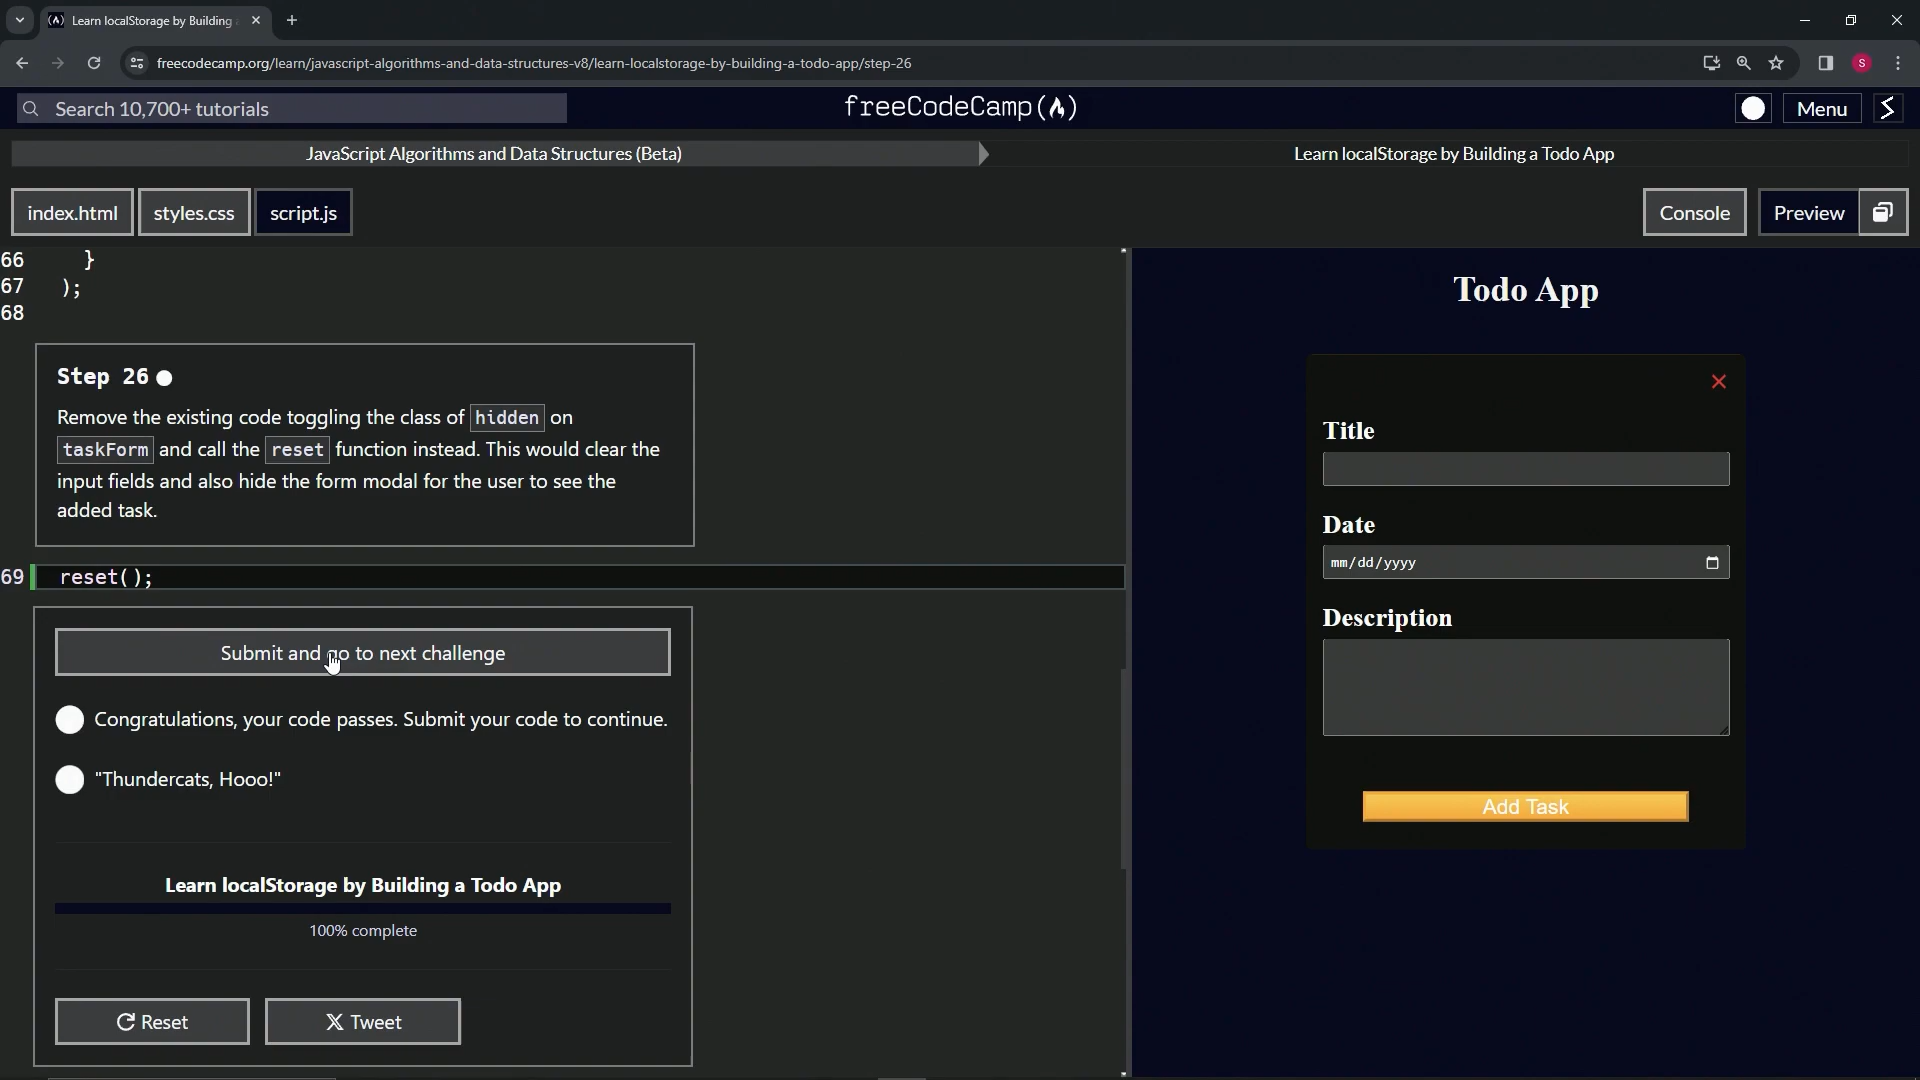 Learn localStorage by Building
freecodecamp.org/learn/javascript-algorithms-and-data-structures-v8/learn-localstorage-by-building-a-todo-app/step-26
S
Search 10,700+ tutorials
freeCodeCamp
Menu
JavaScript Algorithms and Data Structures (Beta)
Learn localStorage by Building a Todo App
index.html
styles.css
script.js
Console
Preview
66 }
67 );
68
Step 26
Remove the existing code toggling the class of hidden on
taskForm and call the reset function instead. This would clear the
input fields and also hide the form modal for the user to see the
added task.
69 reset();
Submit and go to next challenge
Congratulations, your code passes. Submit your code to continue.
"Thundercats, Hooo!"
Learn localStorage by Building a Todo App
100% complete
Reset
Tweet
Todo App
Title
Date
mm/dd/yyyy
Description
Add Task